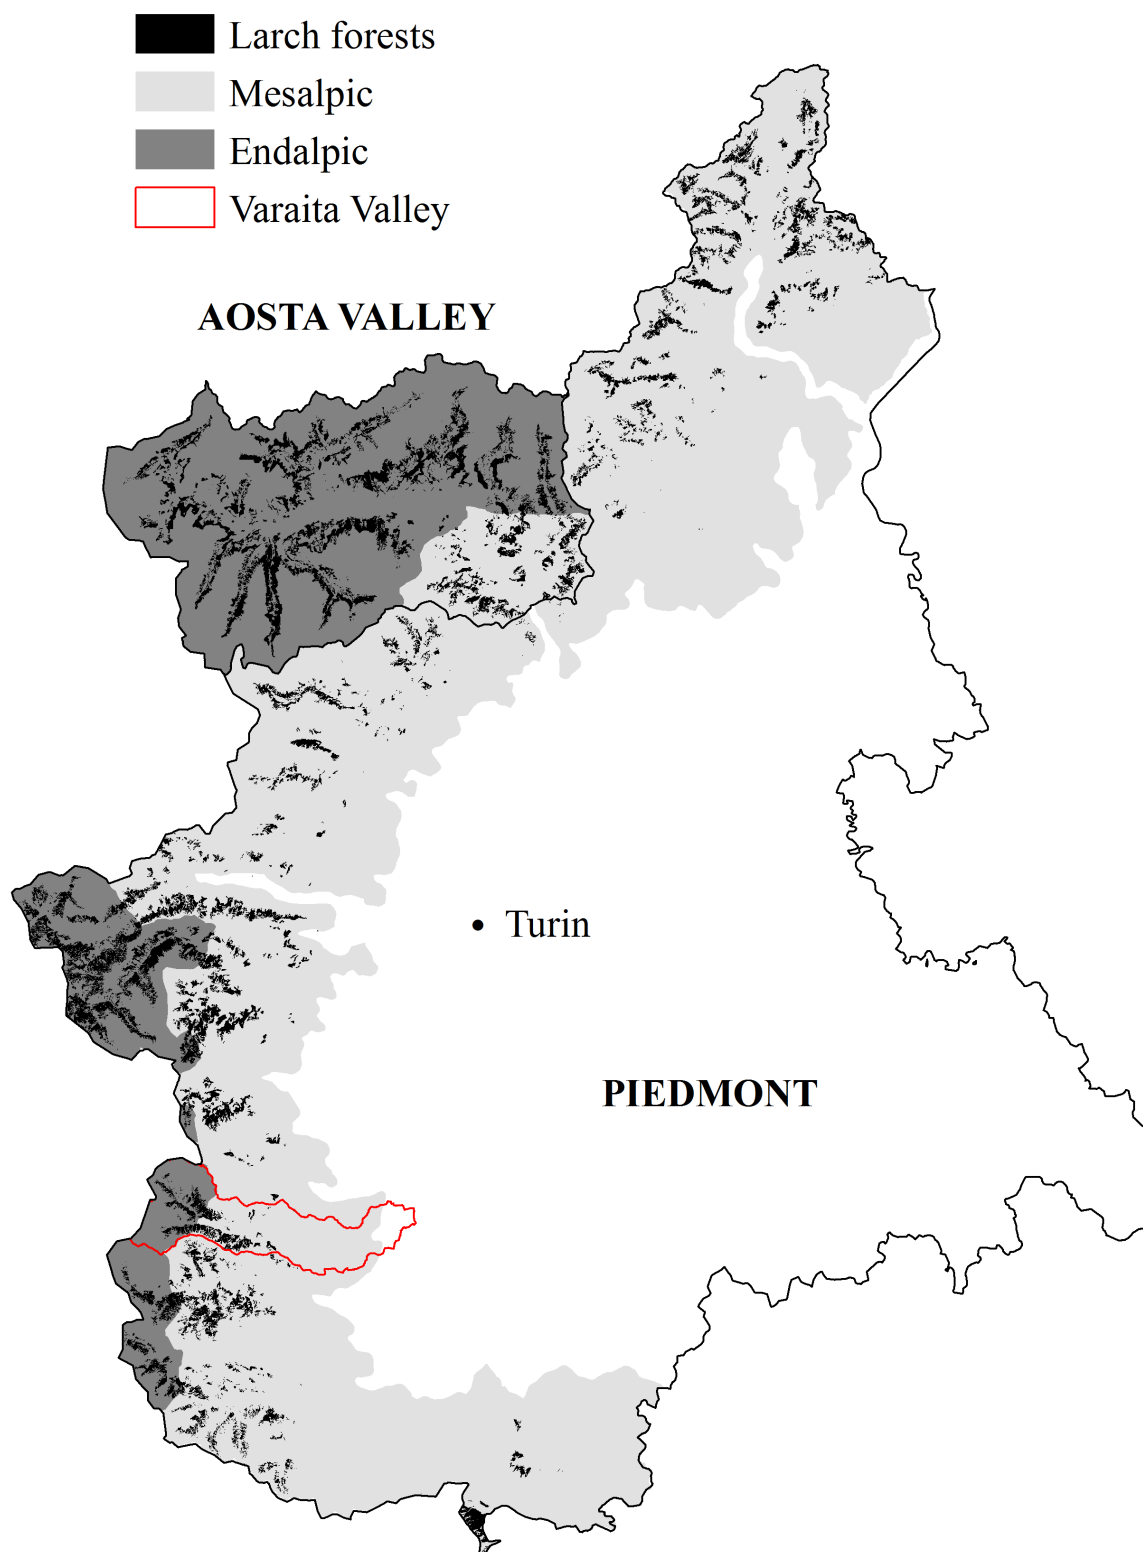 Larch forests
Mesalpic
Endalpic
Varaita Valley
AOSTA VALLEY
Turin
PIEDMONT